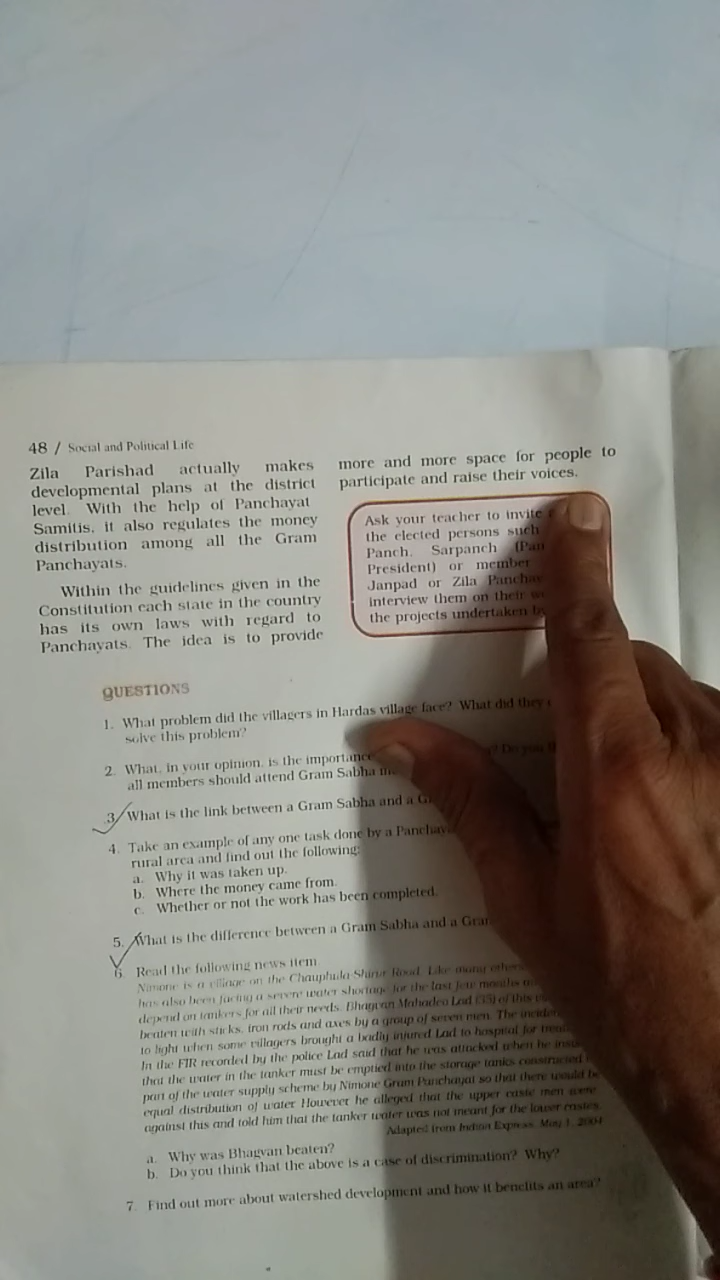 48 / Social and Political Life
Zila Parishad actually makes
developmental plans at the district
level. With the help of Panchayat
Samitis, it also regulates the money
distribution among all the Gram
Panchayats.
Within the guidelines given in the
Constitution each state in the country
has its own laws with regard to
Panchayats. The idea is to provide
more and more space for people to
participate and raise their voices.
Ask your teacher to invite
the elected persons such
Panch, Sarpanch
President) or member
Janpad or Zila
interview them on their
the projects undertaken
QUESTIONS
1. What problem did the villagers in Hardas village face? What did they
solve this problem?
2. What, in your opinion, is the importance ? Do you
all members should attend Gram Sabha
3. What is the link between a Gram Sabha and a
4. Take an example of any one task done by a
rural area and find out the following:
a. Why it was taken up.
b. Where the money came from.
c. Whether or not the work has been completed.
5. What is the difference between a Gram Sabha and a
6. Read the following news item.
Nimone is a village on the Chauphula-Shirur Road. Like many others
has also been facing a severe water shortage for the last few months
depend on tankers for all their needs. Bhagvan Mahadeo Lad (35) of this
beaten with sticks, iron rods and axes by a group of seven men. The
to light when some villagers brought a badly injured Lad to hospital for
In the FIR recorded by the police Lad said that he was attacked when he
that the water in the tanker must be emptied into the storage tanks constructed
part of the water supply scheme by Nimone Gram Panchayat so that there would be
equal distribution of water However he alleged that the upper caste men were
against this and told him that the tanker water was not meant for the lower castes.
Adapted from Indian Express, May 1, 2004
a. Why was Bhagvan beaten?
b. Do you think that the above is a case of discrimination? Why?
7. Find out more about watershed development and how it benefits an area?